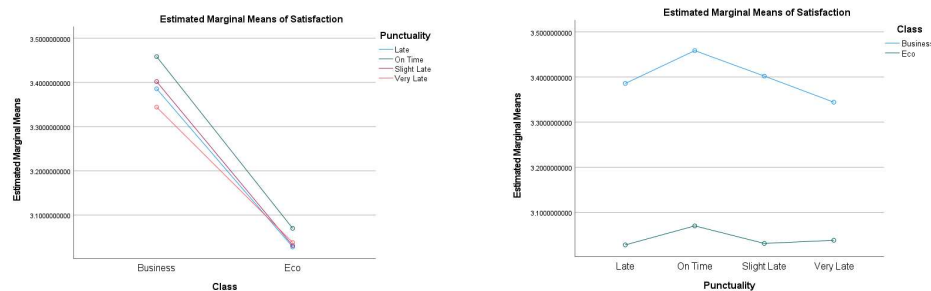 Estimated Marginal Means of Satisfaction
Estimated Marginal Means
3.5000000000
3.4000000000
3.3000000000
3.2000000000
3.1000000000
Business
Eco
Class
Punctuality
Late
On Time
Slight Late
Very Late
Estimated Marginal Means of Satisfaction
Estimated Marginal Means
3.5000000000
3.4000000000
3.3000000000
3.2000000000
3.1000000000
Late
On Time
Slight Late
Very Late
Punctuality
Class
Business
Eco